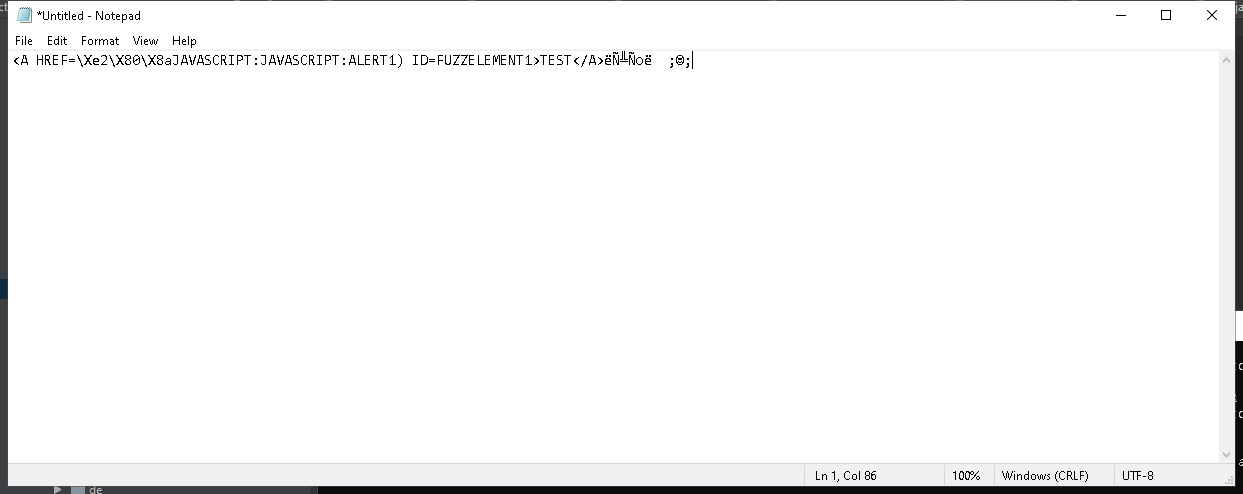 *Untitled - Notepad
File Edit Format View Help
<A HREF=\Xe2\X80\X8aJAVASCRIPT:JAVASCRIPT:ALERT1) ID=FUZZELEMENT1>TEST</A>ëÑ╩Ñoë  ;☺;
Ln 1, Col 86 100% Windows (CRLF) UTF-8
de